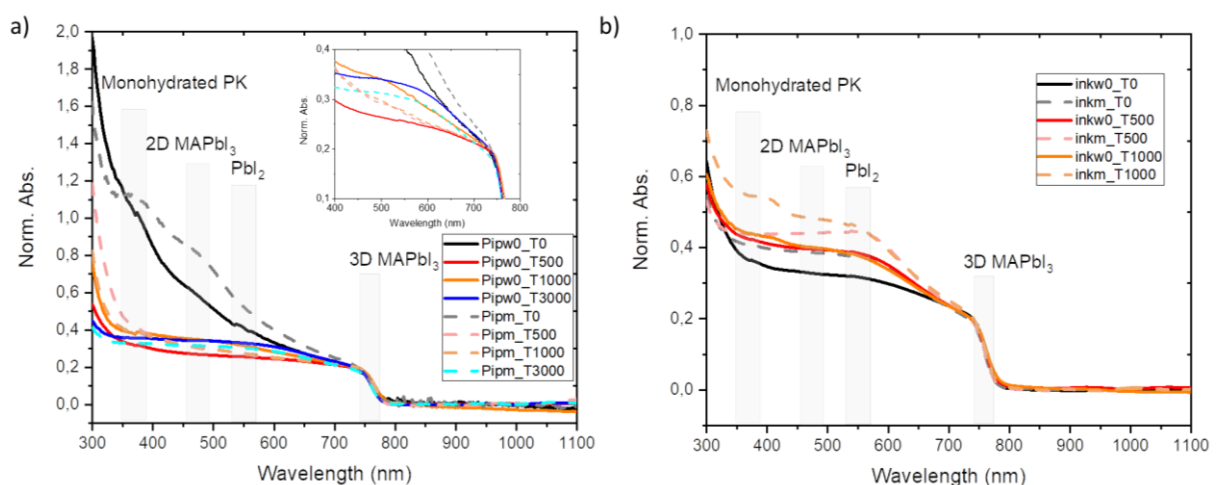 a)
2,0
1,8
1,6
1,4
1,2
1,0
0,8
0,6
0,4
0,2
0,0
Norm. Abs.
300 400 500 600 700 800 900 1000 1100
Wavelength (nm)
Monohydrated PK
2D MAPbI3
PbI2
3D MAPbI3
0,4
0,3
0,2
0,1
Norm. Abs.
400 500 600 700 800
Wavelength (nm)
Pipw0_T0
Pipw0_T500
Pipw0_T1000
Pipw0_T3000
Pipm_T0
Pipm_T500
Pipm_T1000
Pipm_T3000
b)
1,0
0,8
0,6
0,4
0,2
0,0
Norm. Abs.
300 400 500 600 700 800 900 1000 1100
Wavelength (nm)
Monohydrated PK
2D MAPbI3
PbI2
3D MAPbI3
inkw0_T0
inkm_T0
inkw0_T500
inkm_T500
inkw0_T1000
inkm_T1000